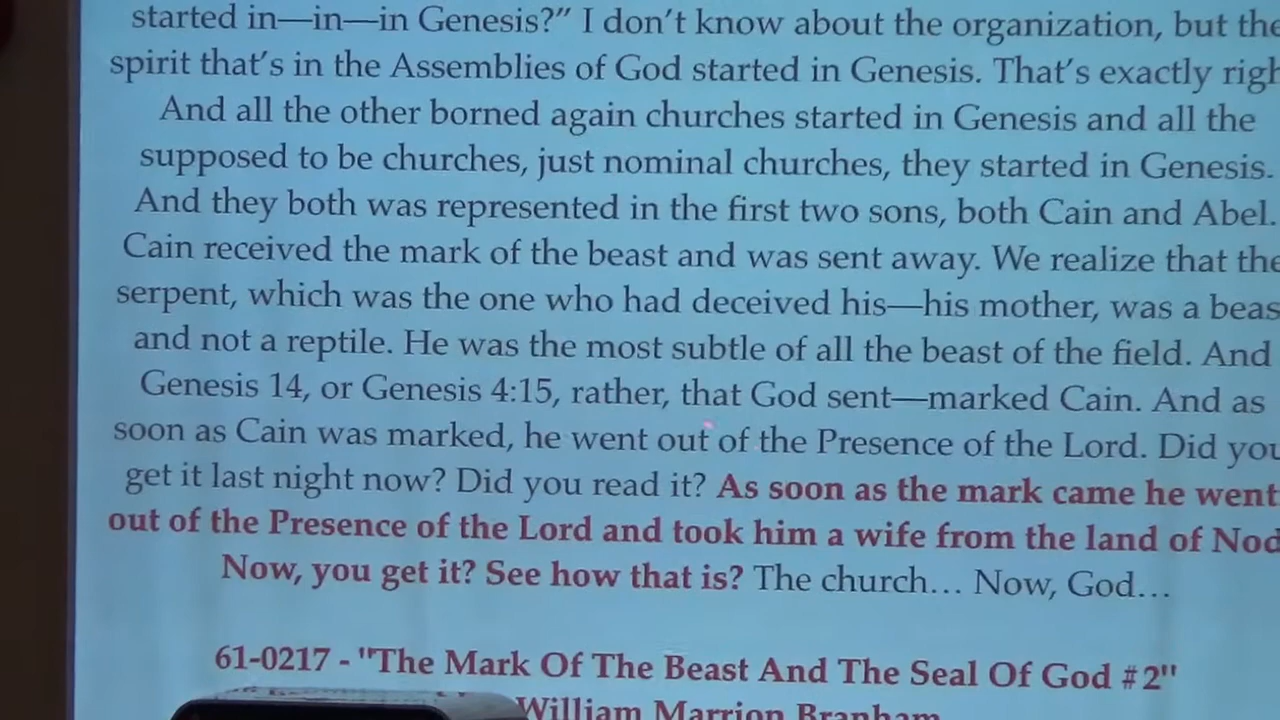 started in—in—in Genesis?” I don’t know about the organization, but the
spirit that’s in the Assemblies of God started in Genesis. That’s exactly righ
And all the other borned again churches started in Genesis and all the
supposed to be churches, just nominal churches, they started in Genesis.
And they both was represented in the first two sons, both Cain and Abel.
Cain received the mark of the beast and was sent away. We realize that the
serpent, which was the one who had deceived his—his mother, was a beas
and not a reptile. He was the most subtle of all the beast of the field. And
Genesis 14, or Genesis 4:15, rather, that God sent—marked Cain. And as
soon as Cain was marked, he went out of the Presence of the Lord. Did you
get it last night now? Did you read it? As soon as the mark came he went
out of the Presence of the Lord and took him a wife from the land of Nod
Now, you get it? See how that is? The church… Now, God…
61-0217 - "The Mark Of The Beast And The Seal Of God #2"
William Marrion Branham